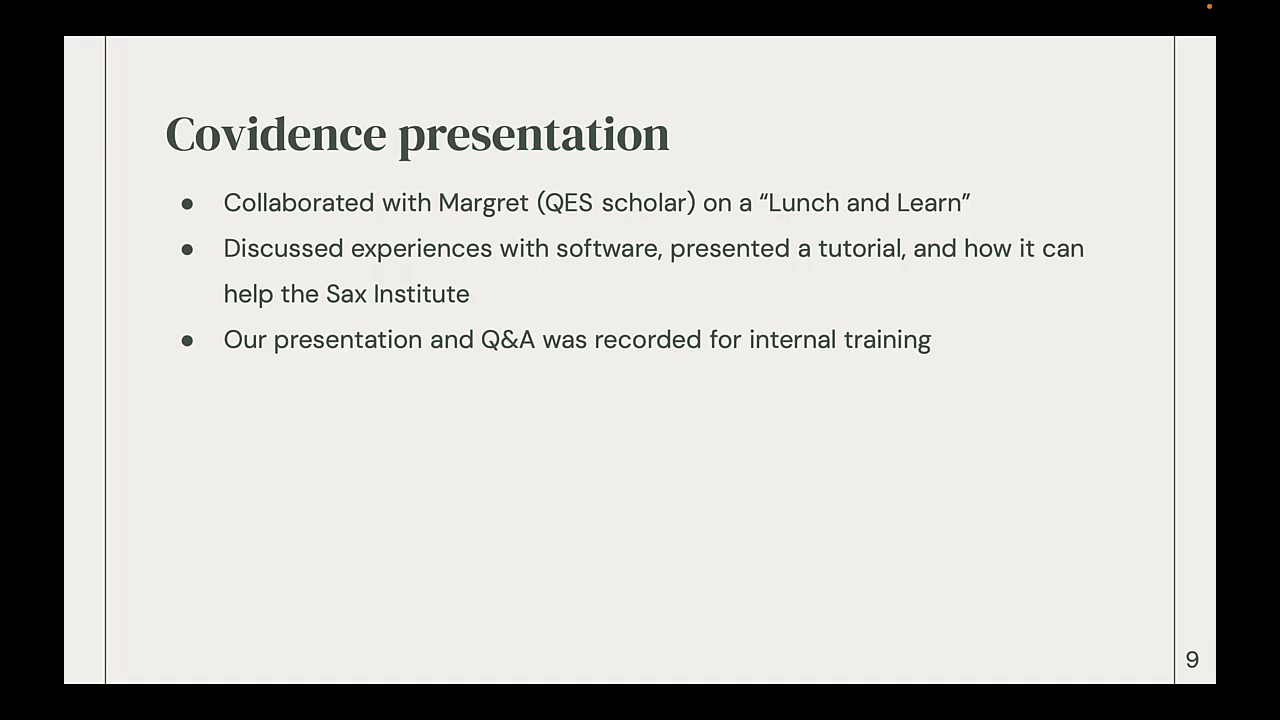 Covidence presentation
● Collaborated with Margret (QES scholar) on a “Lunch and Learn”
● Discussed experiences with software, presented a tutorial, and how it can
help the Sax Institute
● Our presentation and Q&A was recorded for internal training
9